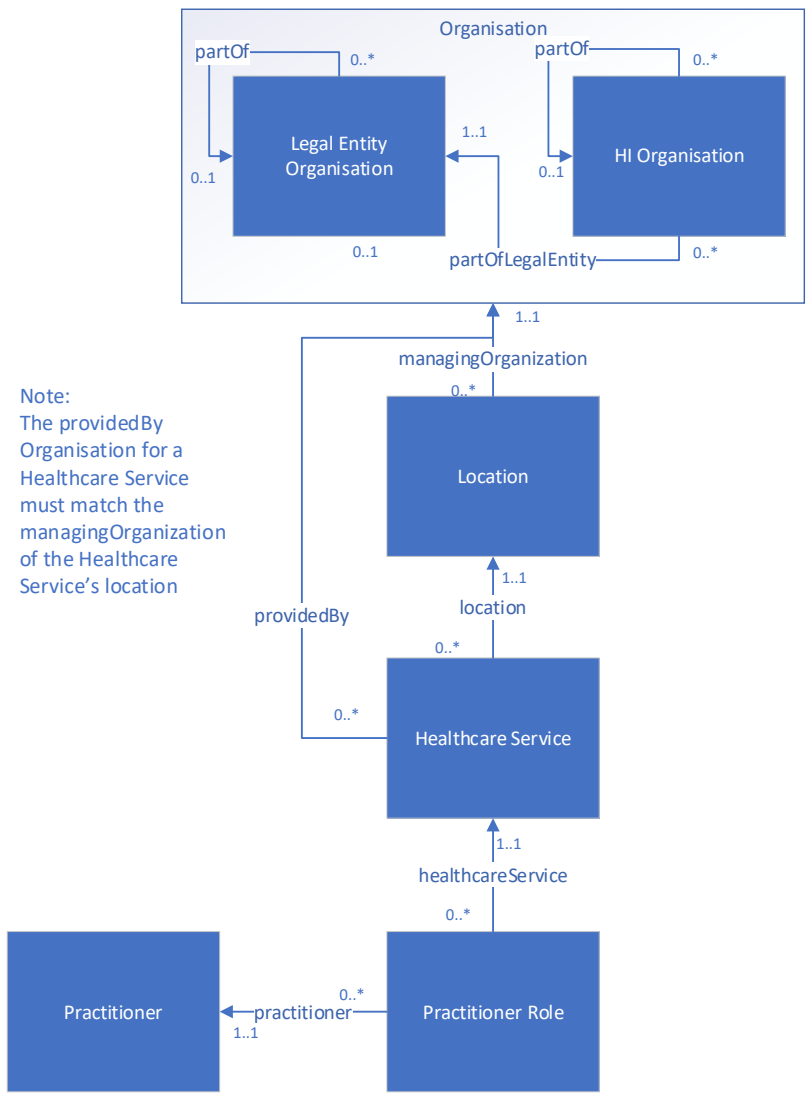 Organisation
partOf
0..*
partOf
0..*
Legal Entity
Organisation
1..1
HI Organisation
0..1
0..1
0..1
partOfLegalEntity
0..*
1..1
managingOrganization
0..*
Note:
The providedBy
Organisation for a
Healthcare Service
must match the
managingOrganization
of the Healthcare
Service's location
Location
1..1
location
providedBy
0..*
0..*
Healthcare Service
1..1
healthcareService
0..*
Practitioner
0..*
practitioner
1..1
Practitioner Role